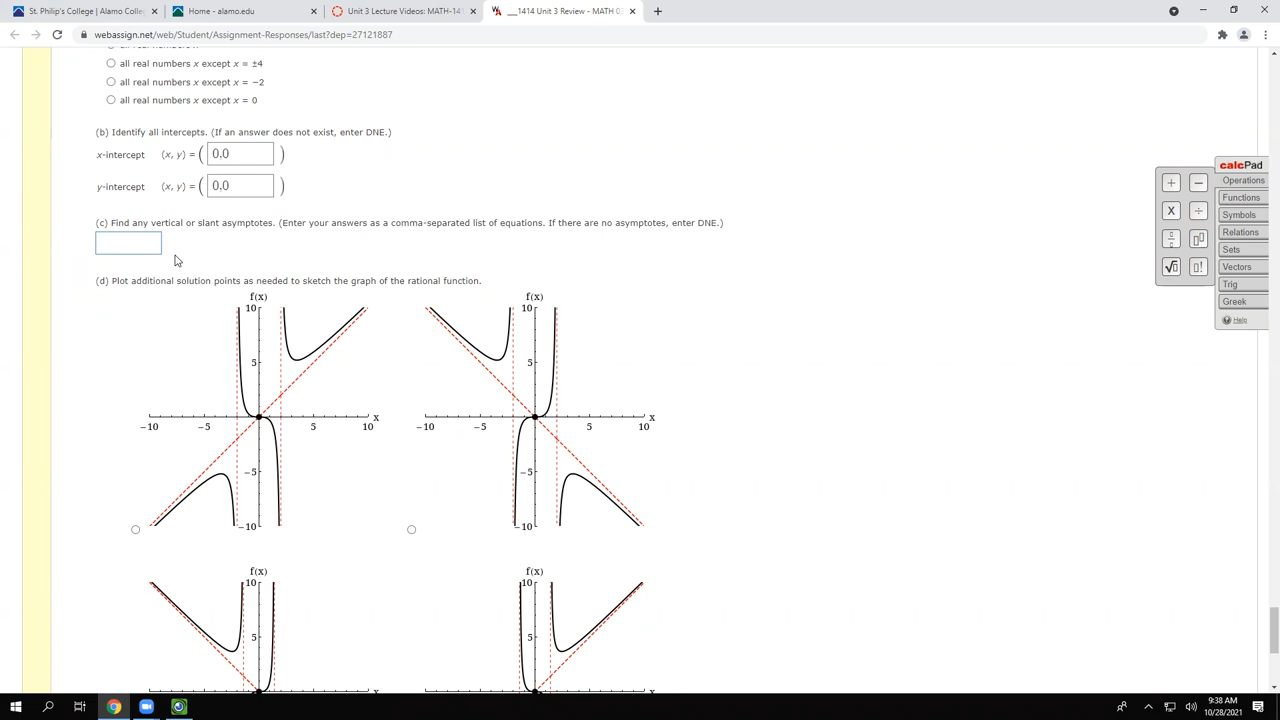 St. Philip's College | Alamo Colleg
Home - alamo.edu
Unit 3 Lecture Videos: MATH-141
__1414 Unit 3 Review - MATH 03
webassign.net/web/Student/Assignment-Responses/last?dep=27121887
all real numbers x except x = ±4
all real numbers x except x = −2
all real numbers x except x = 0
(b) Identify all intercepts. (If an answer does not exist, enter DNE.)
x-intercept (x, y) = ( 0,0 )
y-intercept (x, y) = ( 0,0 )
(c) Find any vertical or slant asymptotes. (Enter your answers as a comma-separated list of equations. If there are no asymptotes, enter DNE.)
(d) Plot additional solution points as needed to sketch the graph of the rational function.
f(x)
10
5
x
−10 −5 5 10
−5
−10
f(x)
10
5
x
−10 −5 5 10
−5
−10
f(x)
10
5
x
f(x)
10
5
x
calcPad
Operations
Functions
Symbols
Relations
Sets
Vectors
Trig
Greek
Help
+ −
X ÷
9:38 AM
10/28/2021